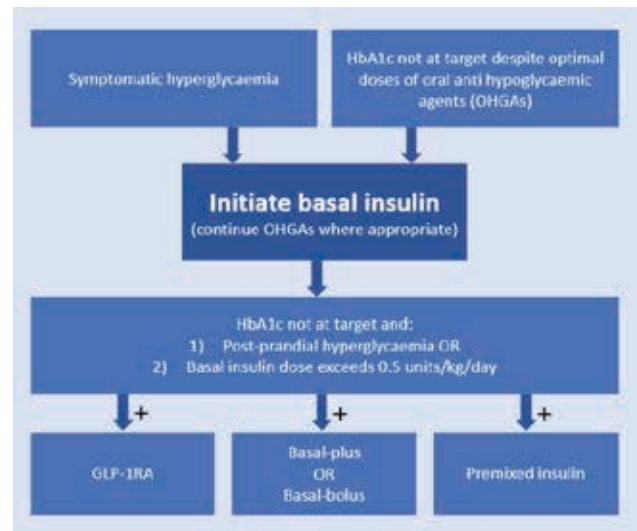 Symptomatic hyperglycaemia
HbA1c not at target despite optimal
doses of oral anti hypoglycaemic
agents (OHGAs)
Initiate basal insulin
(continue OHGAs where appropriate)
HbA1c not at target and:
1) Post-prandial hyperglycaemia OR
2) Basal insulin dose exceeds 0.5 units/kg/day
+
+
+
GLP-1RA
Basal-plus
OR
Basal-bolus
Premixed insulin